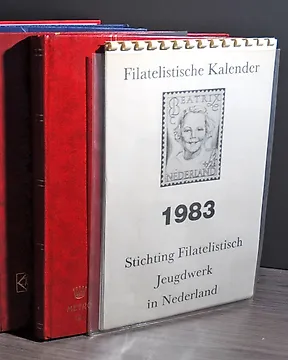 Filatelistische Kalender
BEATRIX
NEDERLAND
1983
Stichting Filatelistisch
Jeugdwerk
in Nederland